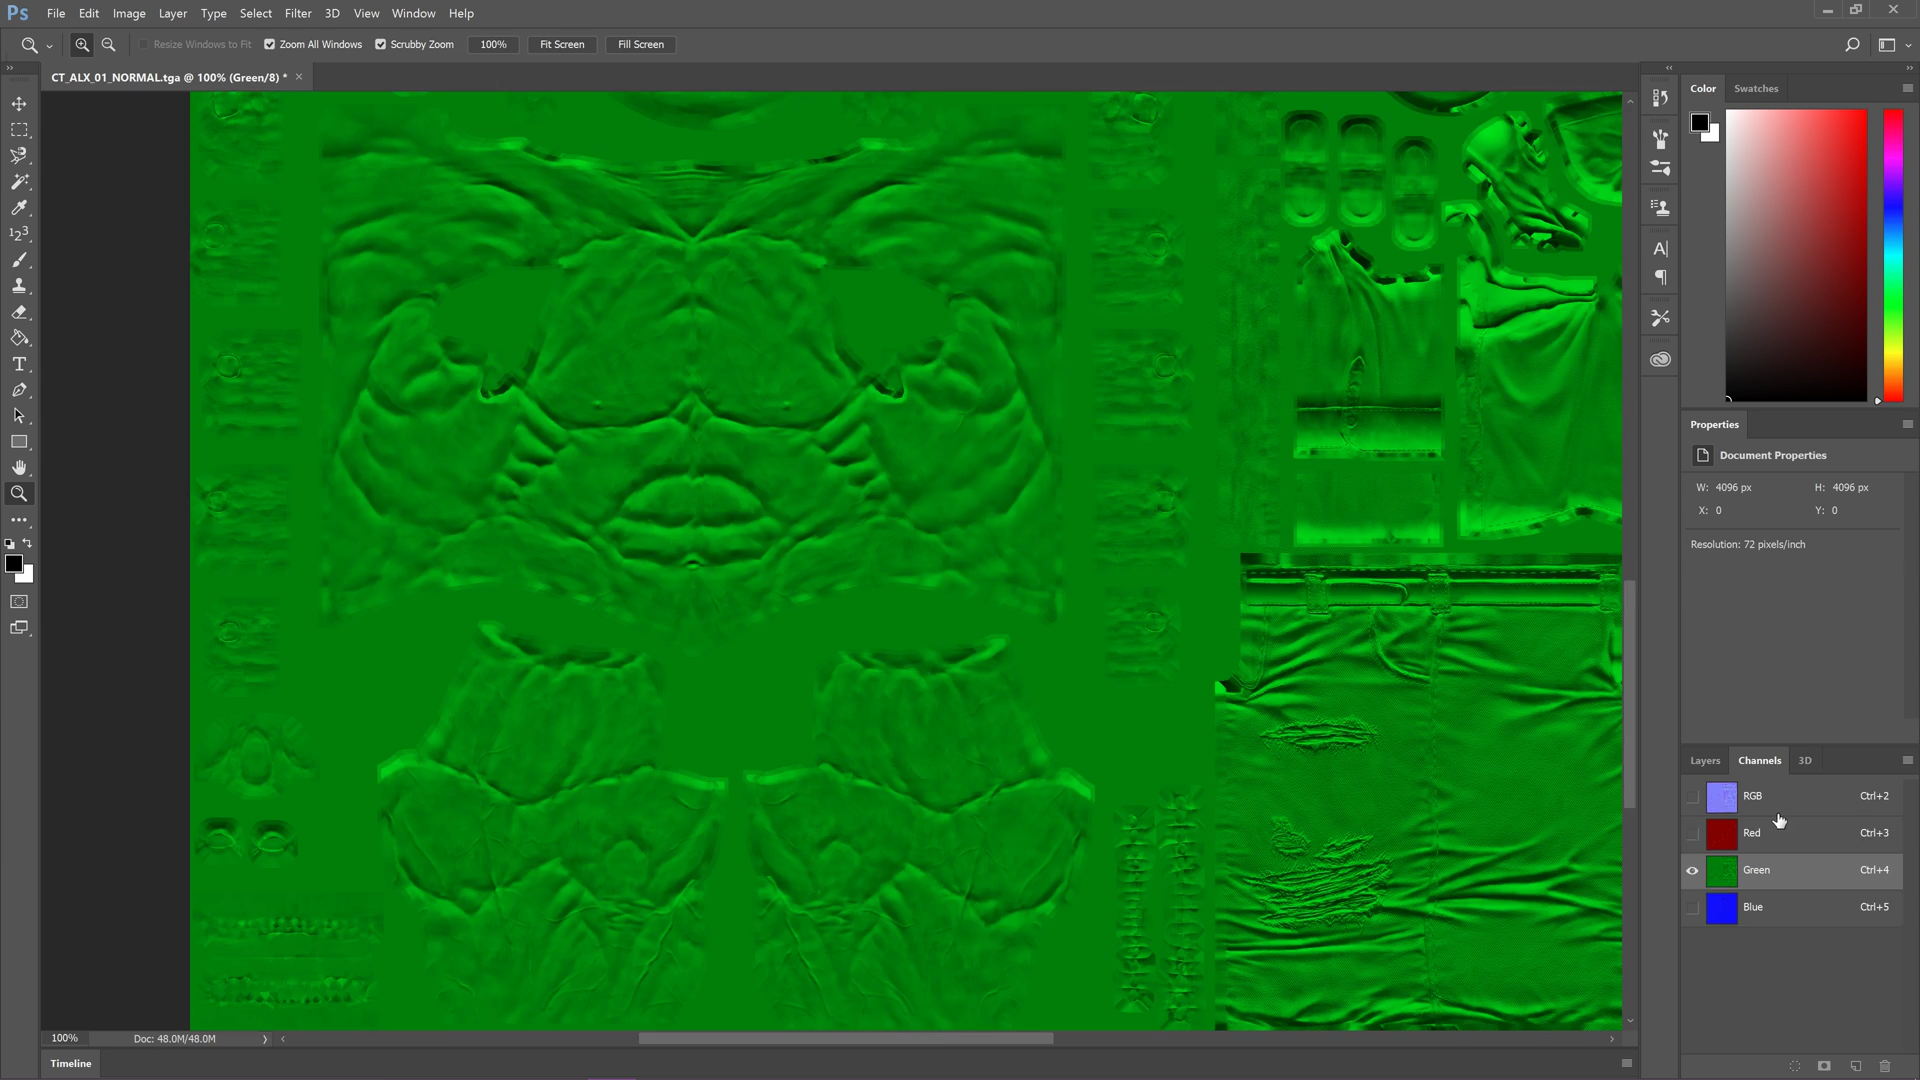 Ps File Edit Image Layer Type Select Filter 3D View Window Help
Resize Windows to Fit Zoom All Windows Scrubby Zoom 100% Fit Screen Fill Screen
CT_ALX_01_NORMAL.tga @ 100% (Green/8) *
Color Swatches
Properties
Document Properties
W: 4096 px H: 4096 px
X: 0 Y: 0
Resolution: 72 pixels/inch
Layers Channels 3D
RGB Ctrl+2
Red Ctrl+3
Green Ctrl+4
Blue Ctrl+5
100% Doc: 48.0M/48.0M
Timeline